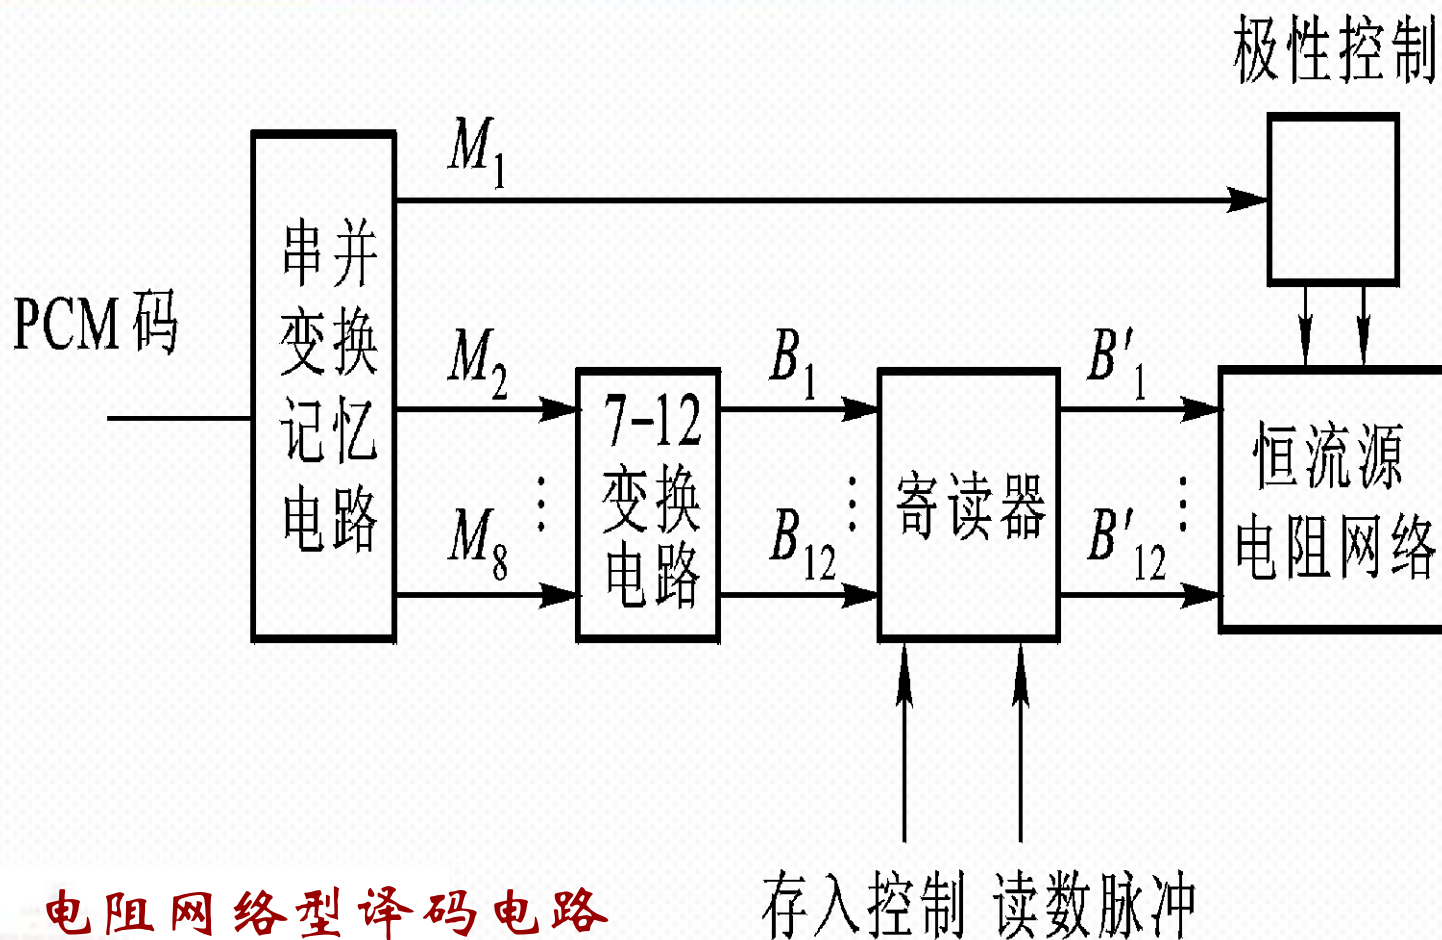 极性控制
M1
串并
变换
记忆
电路
PCM码
M2
⋮
M8
7-12
变换
电路
B1
⋮
B12
寄读器
B'1
⋮
B'12
恒流源
电阻网络
存入控制 读数脉冲
电阻网络型译码电路